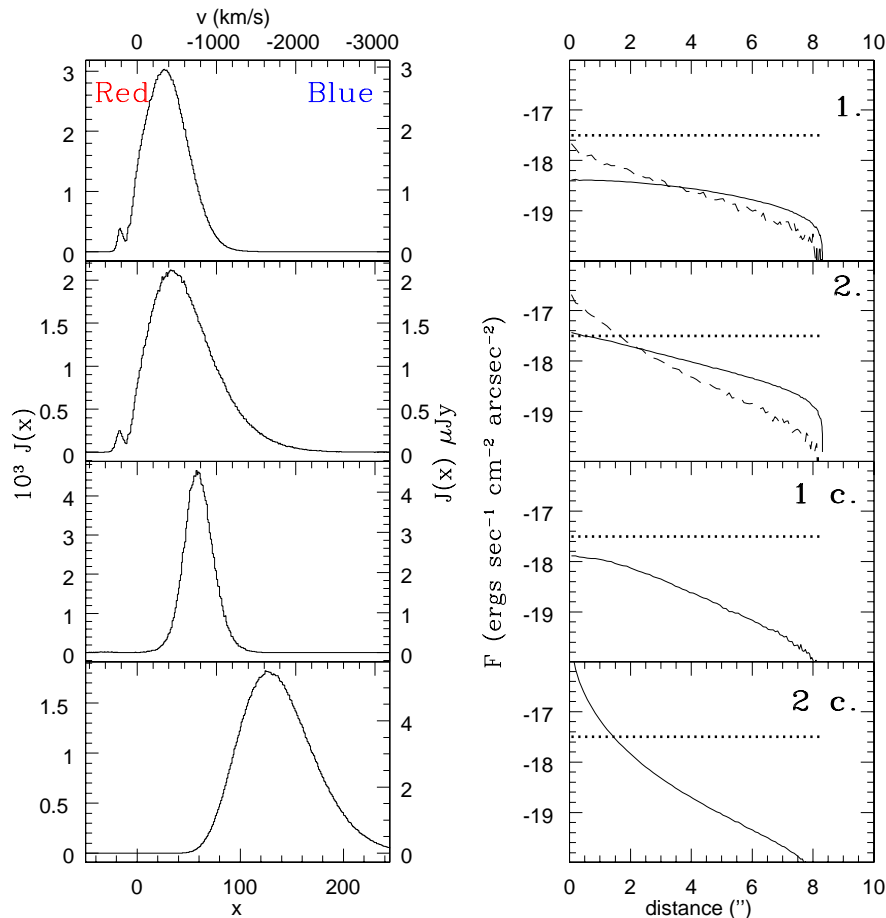 v (km/s)
0 -1000 -2000 -3000
0 2 4 6 8 10
Red Blue
3 2 1 0
3 2 1 0
-17 -18 -19
1.
2 1.5 1 0.5 0
2 1.5 1 0.5 0
-17 -18 -19
2.
10³ J(x)
J(x) μJy
F (ergs sec⁻¹ cm⁻² arcsec⁻²)
4 3 2 1 0
4 3 2 1 0
-17 -18 -19
1 c.
1.5 1 0.5 0
4 2 0
-17 -18 -19
2 c.
0 100 200
x
0 2 4 6 8 10
distance (’’)